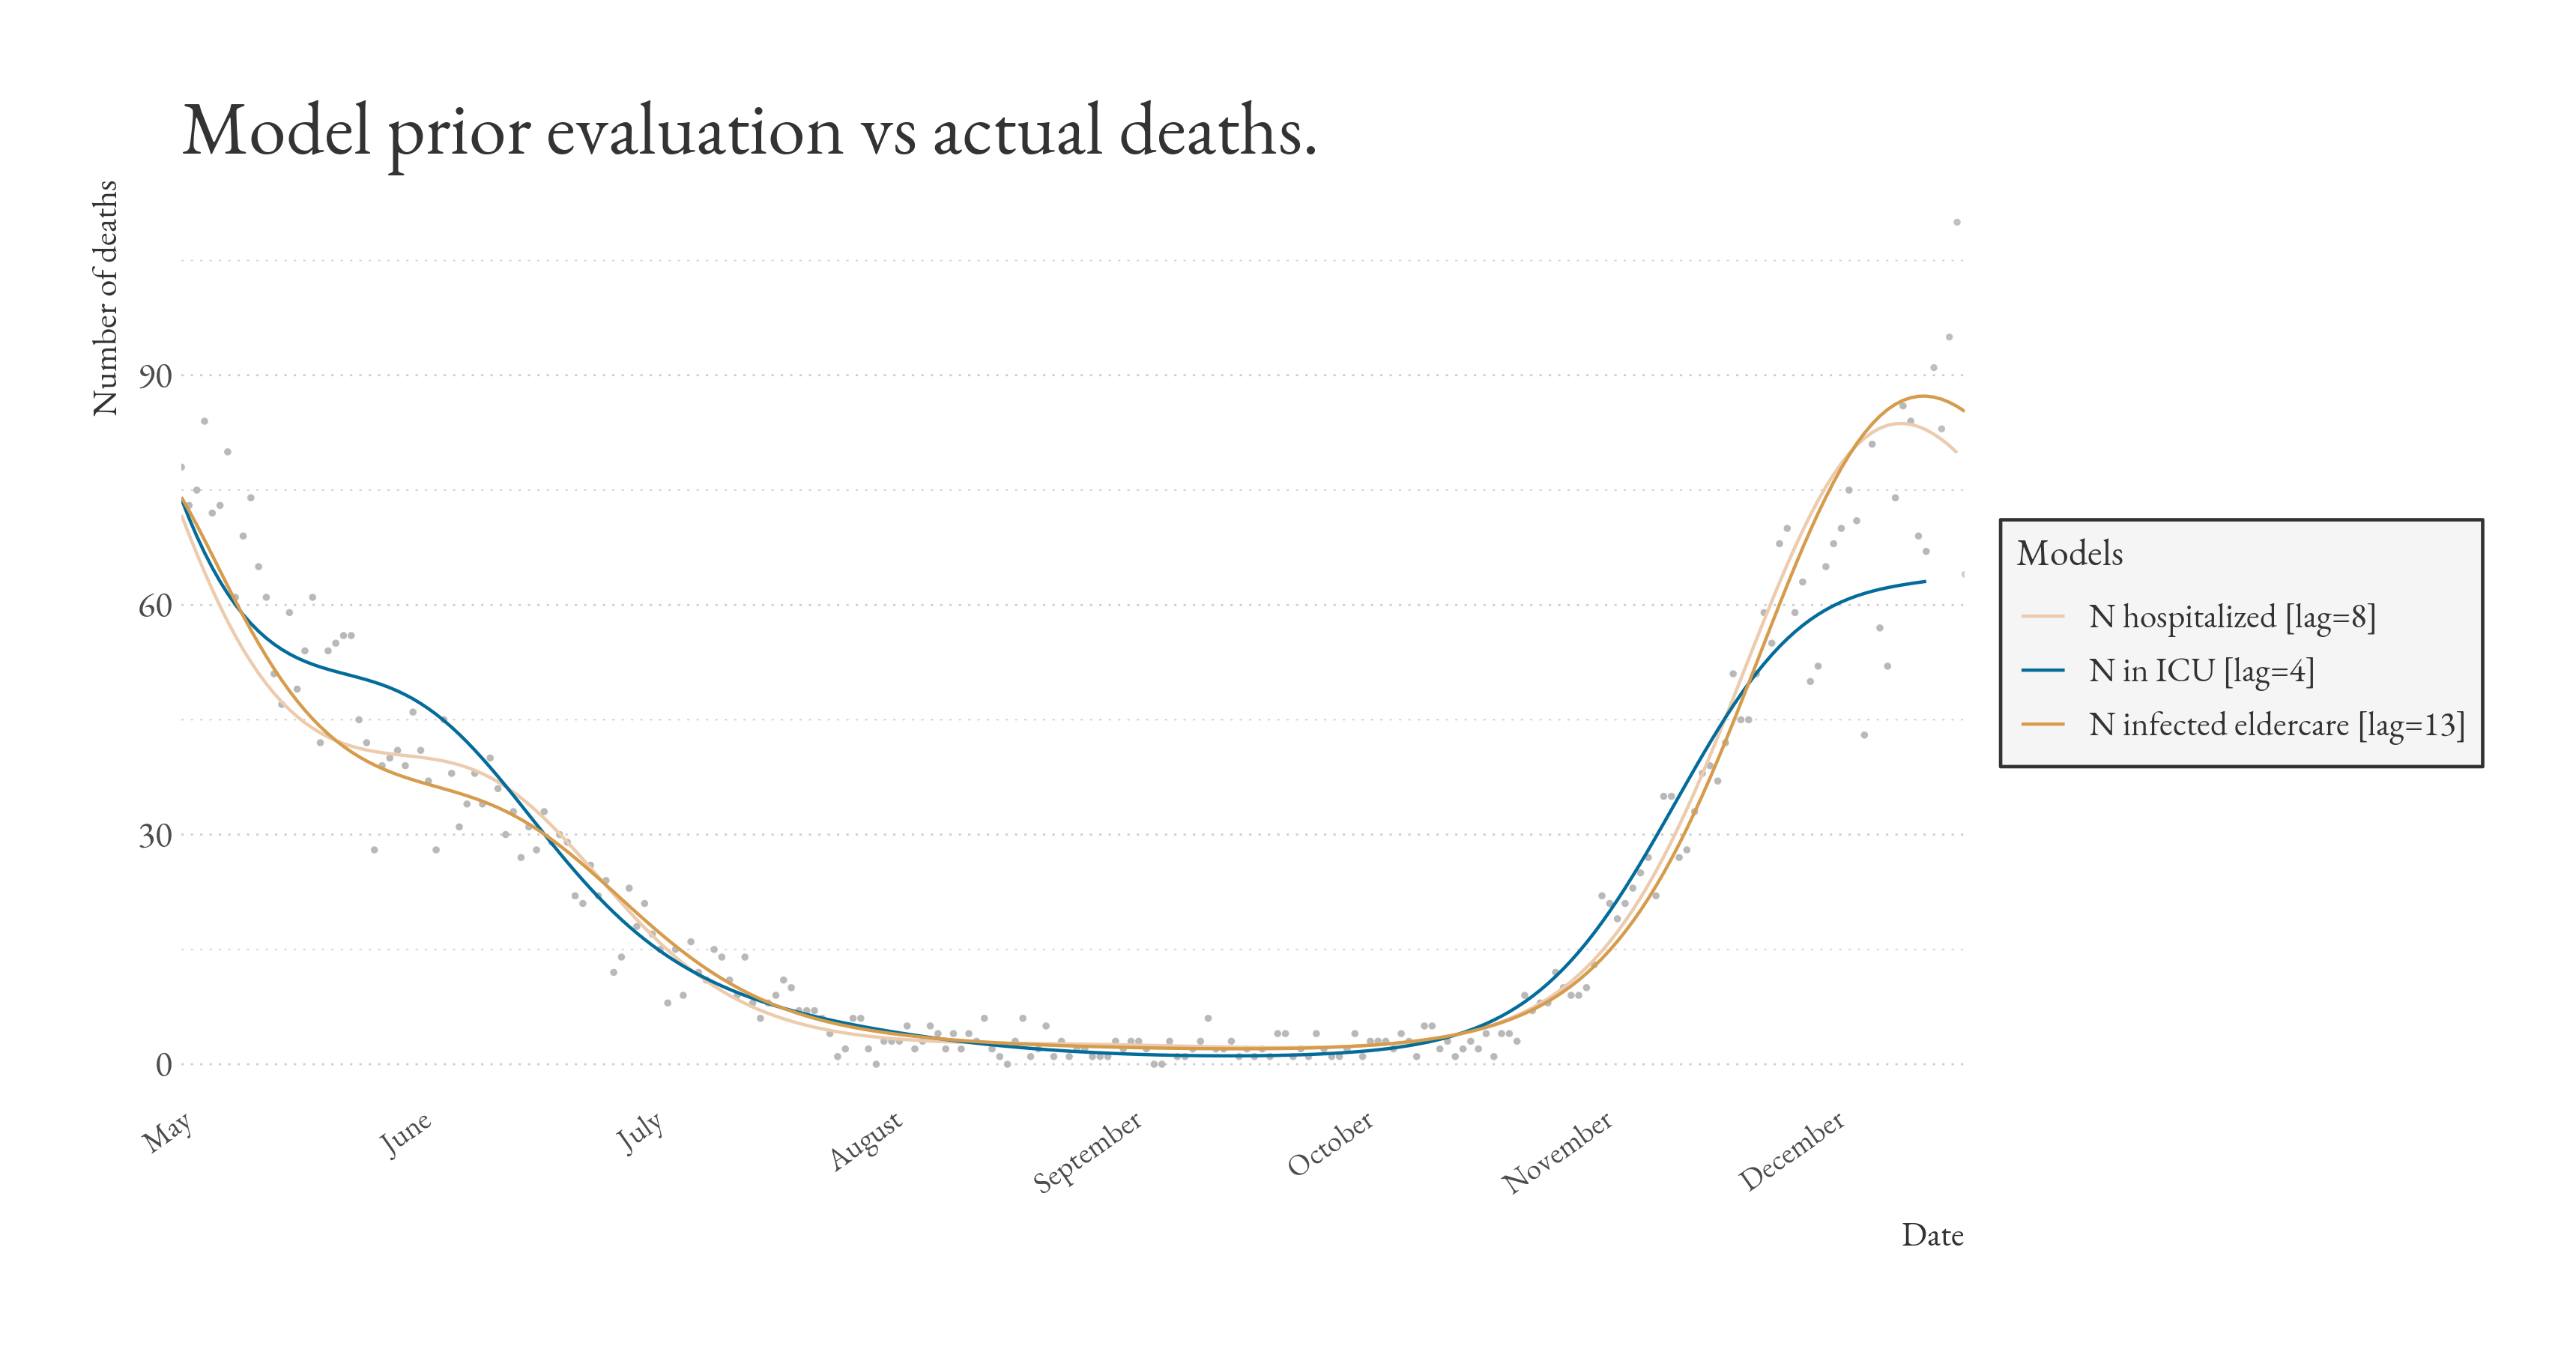 Model prior evaluation vs actual deaths.
Number of deaths
90
60
30
0
May
June
July
August
September
October
November
December
Date
Models
N hospitalized [lag=8]
N in ICU [lag=4]
N infected eldercare [lag=13]